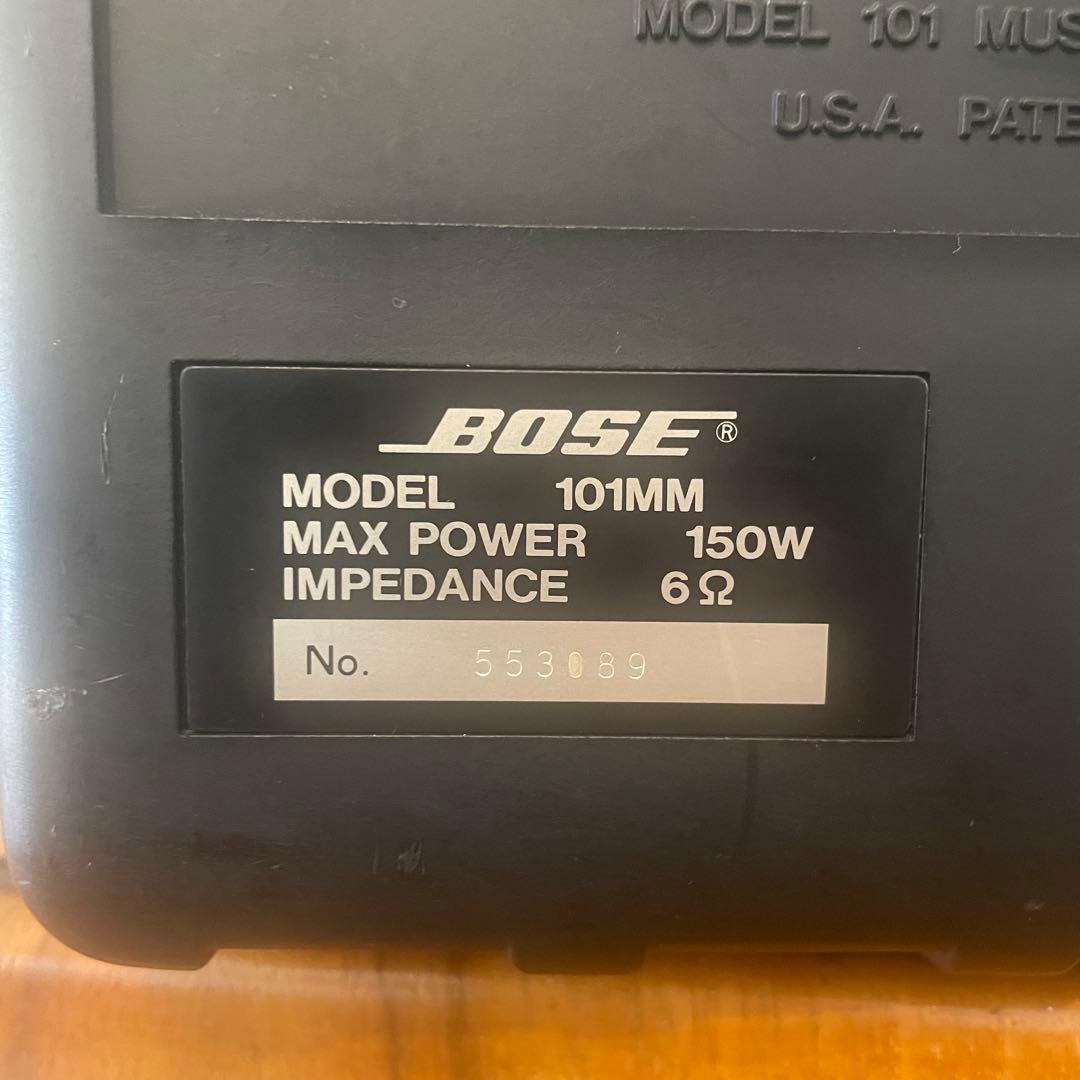 MODEL 101 MUS
U.S.A. PATE
BOSE®
MODEL 101MM
MAX POWER 150W
IMPEDANCE 6Ω
No. 553089